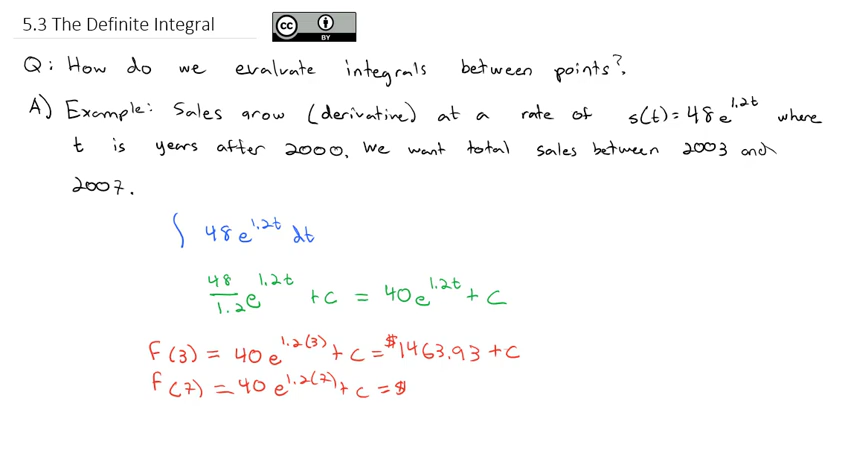 5.3 The Definite Integral
CC BY
Q: How do we evaluate integrals between points?
A) Example: Sales grow (derivative) at a rate of s(t) = 48e^{1.2t} where
t is years after 2000. We want total sales between 2003 and
2007.
∫ 48e^{1.2t} dt
48/1.2 e^{1.2t} + C = 40e^{1.2t} + C
F(3) = 40e^{1.2(3)} + C = $1463.93 + C
F(7) = 40e^{1.2(7)} + C = $